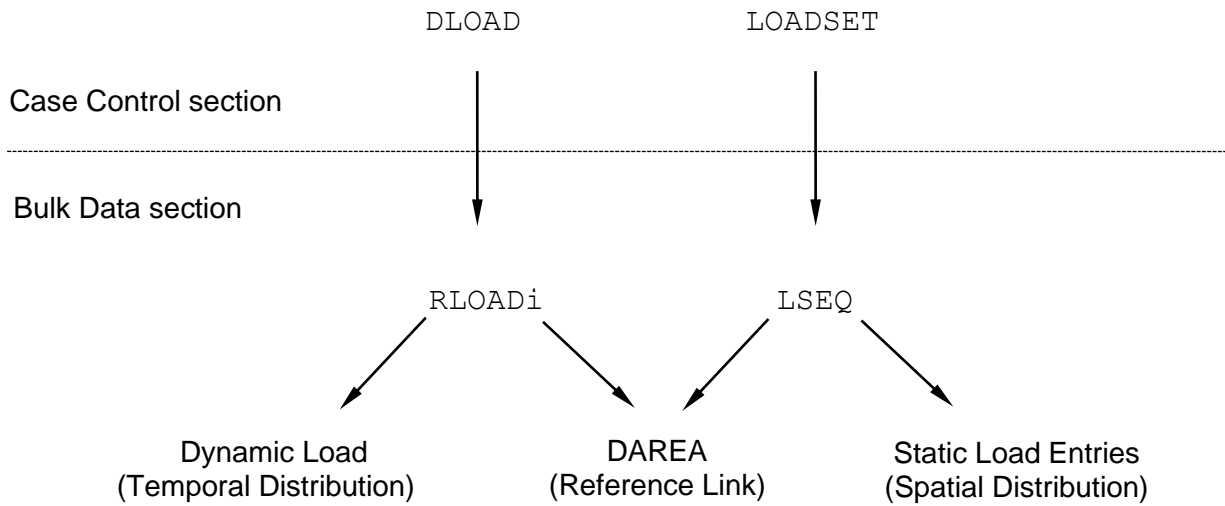 DLOAD
LOADSET
Case Control section
Bulk Data section
RLOADi
LSEQ
Dynamic Load
(Temporal Distribution)
DAREA
(Reference Link)
Static Load Entries
(Spatial Distribution)